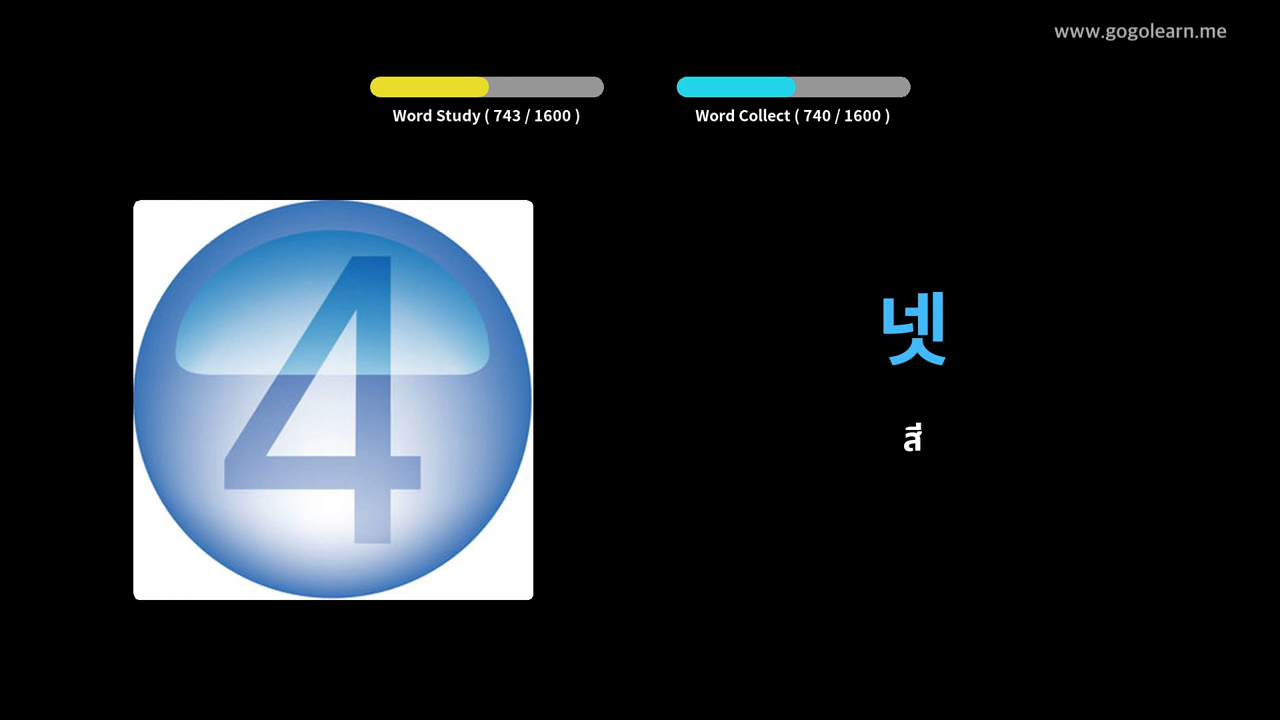 www.gogolearn.me
Word Study ( 743 / 1600 )
Word Collect ( 740 / 1600 )
4
넷
สี่